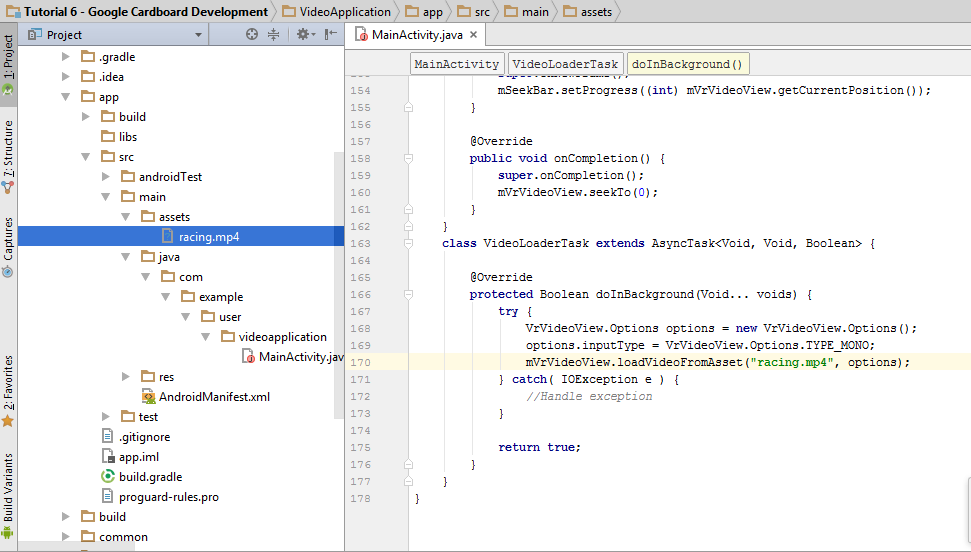 Tutorial 6 - Google Cardboard Development VideoApplication app src main assets
1: Project
7: Structure
Captures
2: Favorites
Build Variants
Project
.gradle
.idea
app
build
libs
src
androidTest
main
assets
racing.mp4
java
com
example
user
videoapplication
MainActivity.jav
res
AndroidManifest.xml
test
.gitignore
app.iml
build.gradle
proguard-rules.pro
build
common
MainActivity.java
MainActivity VideoLoaderTask doInBackground()
154 mSeekBar.setProgress((int) mVrVideoView.getCurrentPosition());
155 }
156
157 @Override
158 public void onCompletion() {
159 super.onCompletion();
160 mVrVideoView.seekTo(0);
161 }
162 }
163 class VideoLoaderTask extends AsyncTask<Void, Void, Boolean> {
164
165 @Override
166 protected Boolean doInBackground(Void... voids) {
167 try {
168 VrVideoView.Options options = new VrVideoView.Options();
169 options.inputType = VrVideoView.Options.TYPE_MONO;
170 mVrVideoView.loadVideoFromAsset("racing.mp4", options);
171 } catch( IOException e ) {
172 //Handle exception
173 }
174
175 return true;
176 }
177 }
178 }